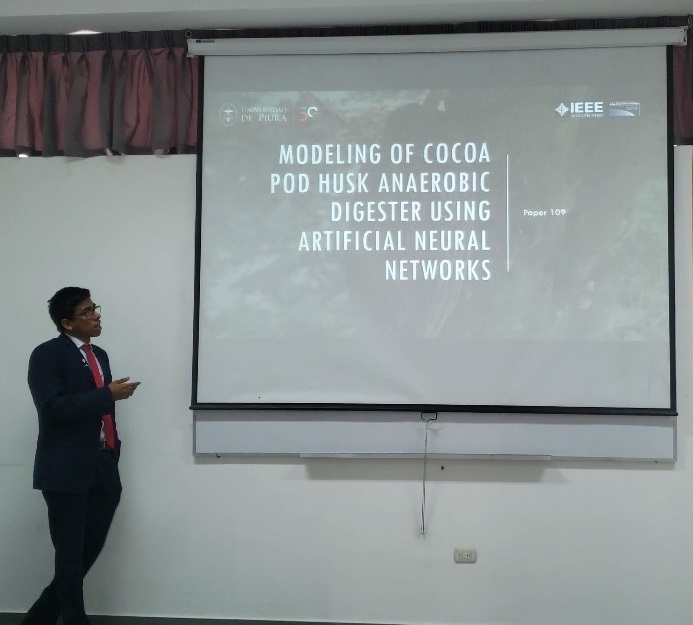 UNIVERSIDAD
DE PIURA
IEEE
MODELING OF COCOA
POD HUSK ANAEROBIC
DIGESTER USING
ARTIFICIAL NEURAL
NETWORKS
Paper 109